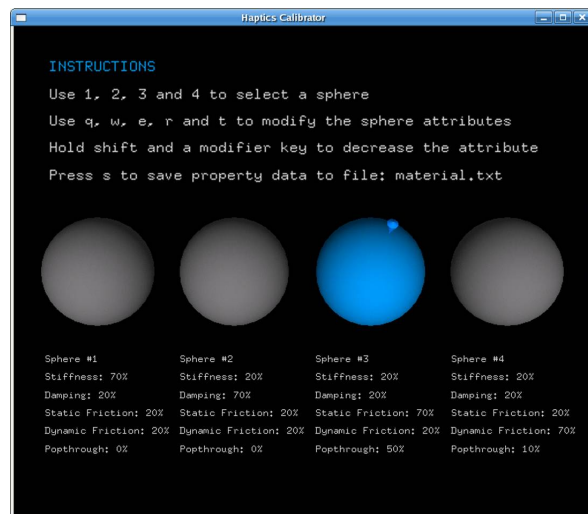 Haptics Calibrator
INSTRUCTIONS
Use 1, 2, 3 and 4 to select a sphere
Use q, w, e, r and t to modify the sphere attributes
Hold shift and a modifier key to decrease the attribute
Press s to save property data to file: material.txt
Sphere #1
Stiffness: 70%
Damping: 20%
Static Friction: 20%
Dynamic Friction: 20%
Popthrough: 0%
Sphere #2
Stiffness: 20%
Damping: 70%
Static Friction: 20%
Dynamic Friction: 20%
Popthrough: 0%
Sphere #3
Stiffness: 20%
Damping: 20%
Static Friction: 70%
Dynamic Friction: 20%
Popthrough: 50%
Sphere #4
Stiffness: 20%
Damping: 20%
Static Friction: 20%
Dynamic Friction: 70%
Popthrough: 10%